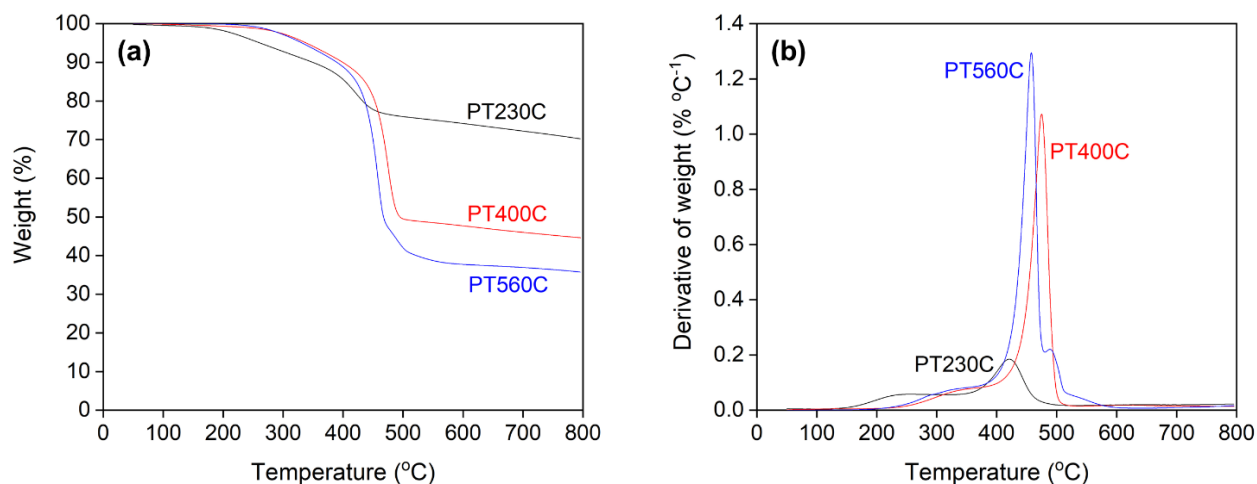 (a)
100
90
80
70
60
50
40
30
20
10
0
Weight (%)
PT230C
PT400C
PT560C
0 100 200 300 400 500 600 700 800
Temperature (ºC)
(b)
1.4
1.2
1.0
0.8
0.6
0.4
0.2
0.0
Derivative of weight (% ºC⁻¹)
PT560C
PT400C
PT230C
0 100 200 300 400 500 600 700 800
Temperature (ºC)